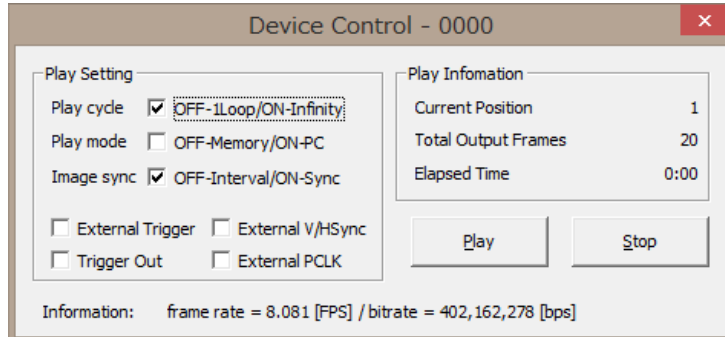 Device Control - 0000
Play Setting
Play cycle OFF-1Loop/ON-Infinity
Play mode OFF-Memory/ON-PC
Image sync OFF-Interval/ON-Sync
External Trigger External V/HSync
Trigger Out External PCLK
Play Infomation
Current Position 1
Total Output Frames 20
Elapsed Time 0:00
Play Stop
Information: frame rate = 8.081 [FPS] / bitrate = 402,162,278 [bps]